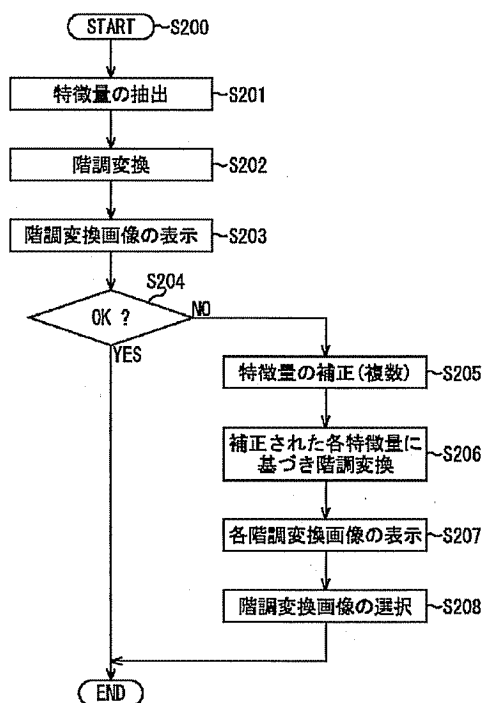 START
S200
特徴量の抽出
S201
階調変換
S202
階調変換画像の表示
S203
S204
OK ?
NO
YES
特徴量の補正(複数)
S205
補正された各特徴量に
基づき階調変換
S206
各階調変換画像の表示
S207
階調変換画像の選択
S208
END